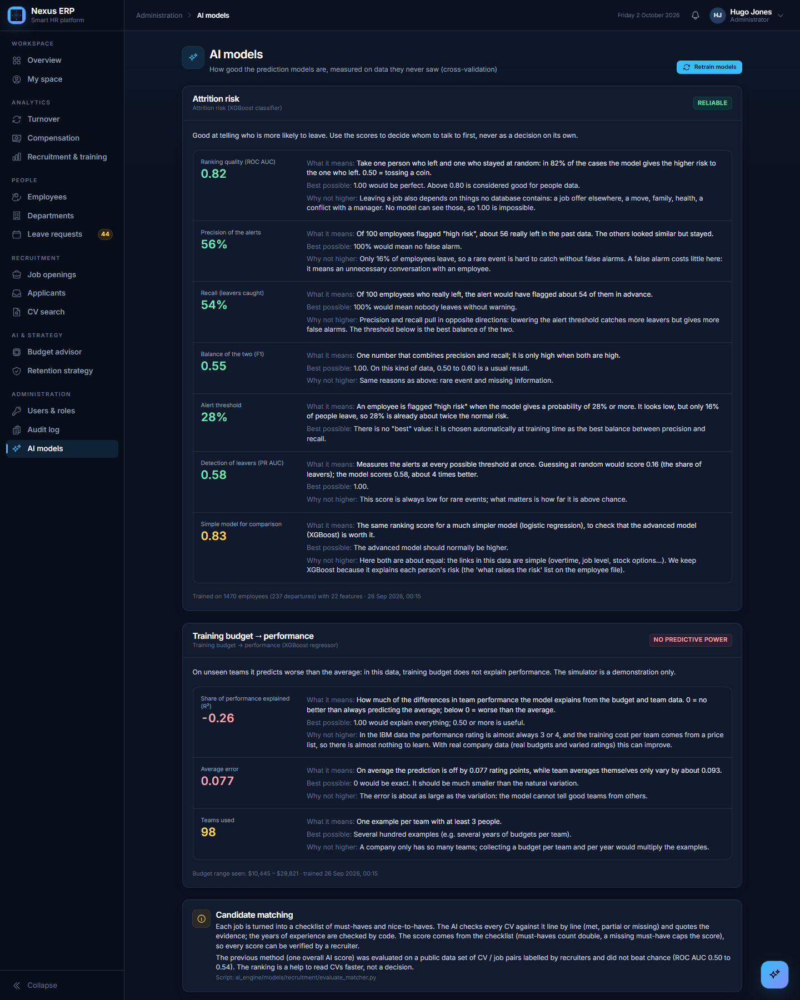 Nexus ERP
Smart HR platform
Administration
AI models
Friday 2 October 2026
HJ
Hugo Jones
Administrator
WORKSPACE
Overview
My space
ANALYTICS
Turnover
Compensation
Recruitment & training
PEOPLE
Employees
Departments
Leave requests
44
RECRUITMENT
Job openings
Applicants
CV search
AI & STRATEGY
Budget advisor
Retention strategy
ADMINISTRATION
Users & roles
Audit log
AI models
Collapse
AI models
How good the prediction models are, measured on data they never saw (cross-validation)
Retrain models
Attrition risk
Attrition risk (XGBoost classifier)
RELIABLE
Good at telling who is more likely to leave. Use the scores to decide whom to talk to first, never as a decision on its own.
Ranking quality (ROC AUC)
0.82
What it means: Take one person who left and one who stayed at random: in 82% of the cases the model gives the higher risk to
the one who left. 0.50 = tossing a coin.
Best possible: 1.00 would be perfect. Above 0.80 is considered good for people data.
Why not higher: Leaving a job also depends on things no database contains: a job offer elsewhere, a move, family, health, a
conflict with a manager. No model can see those, so 1.00 is impossible.
Precision of the alerts
56%
What it means: Of 100 employees flagged "high risk", about 56 really left in the past data. The others looked similar but stayed.
Best possible: 100% would mean no false alarm.
Why not higher: Only 16% of employees leave, so a rare event is hard to catch without false alarms. A false alarm costs little here:
it means an unnecessary conversation with an employee.
Recall (leavers caught)
54%
What it means: Of 100 employees who really left, the alert would have flagged about 54 of them in advance.
Best possible: 100% would mean nobody leaves without warning.
Why not higher: Precision and recall pull in opposite directions: lowering the alert threshold catches more leavers but gives more
false alarms. The threshold below is the best balance of the two.
Balance of the two (F1)
0.55
What it means: One number that combines precision and recall; it is only high when both are high.
Best possible: 1.00. On this kind of data, 0.50 to 0.60 is a usual result.
Why not higher: Same reasons as above: rare event and missing information.
Alert threshold
28%
What it means: An employee is flagged "high risk" when the model gives a probability of 28% or more. It looks low, but only 16%
of people leave, so 28% is already about twice the normal risk.
Best possible: There is no "best" value: it is chosen automatically at training time as the best balance between precision and
recall.
Detection of leavers (PR AUC)
0.58
What it means: Measures the alerts at every possible threshold at once. Guessing at random would score 0.16 (the share of
leavers); the model scores 0.58, about 4 times better.
Best possible: 1.00.
Why not higher: This score is always low for rare events; what matters is how far it is above chance.
Simple model for comparison
0.83
What it means: The same ranking score for a much simpler model (logistic regression), to check that the advanced model
(XGBoost) is worth it.
Best possible: The advanced model should normally be higher.
Why not higher: Here both are about equal: the links in this data are simple (overtime, job level, stock options...). We keep
XGBoost because it explains each person's risk (the 'what raises the risk' list on the employee file).
Trained on 1470 employees (237 departures) with 22 features · 26 Sep 2026, 00:15
Training budget → performance
Training budget → performance (XGBoost regressor)
NO PREDICTIVE POWER
On unseen teams it predicts worse than the average: in this data, training budget does not explain performance. The simulator is a demonstration only.
Share of performance explained
(R²)
-0.26
What it means: How much of the differences in team performance the model explains from the budget and team data. 0 = no
better than always predicting the average; below 0 = worse than the average.
Best possible: 1.00 would explain everything; 0.50 or more is useful.
Why not higher: In the IBM data the performance rating is almost always 3 or 4, and the training cost per team comes from a price
list, so there is almost nothing to learn. With real company data (real budgets and varied ratings) this can improve.
Average error
0.077
What it means: On average the prediction is off by 0.077 rating points, while team averages themselves only vary by about 0.093.
Best possible: 0 would be exact. It should be much smaller than the natural variation.
Why not higher: The error is about as large as the variation: the model cannot tell good teams from others.
Teams used
98
What it means: One example per team with at least 3 people.
Best possible: Several hundred examples (e.g. several years of budgets per team).
Why not higher: A company only has so many teams; collecting a budget per team and per year would multiply the examples.
Budget range seen: $10,445 – $29,821 · trained 26 Sep 2026, 00:15
Candidate matching
Each job is turned into a checklist of must-haves and nice-to-haves. The AI checks every CV against it line by line (met, partial or missing) and quotes the
evidence; the years of experience are checked by code. The score comes from the checklist (must-haves count double, a missing must-have caps the score),
so every score can be verified by a recruiter.
The previous method (one overall AI score) was evaluated on a public data set of CV / job pairs labelled by recruiters and did not beat chance (ROC AUC 0.50 to
0.54). The ranking is a help to read CVs faster, not a decision.
Script: ai_engine/models/recruitment/evaluate_matcher.py